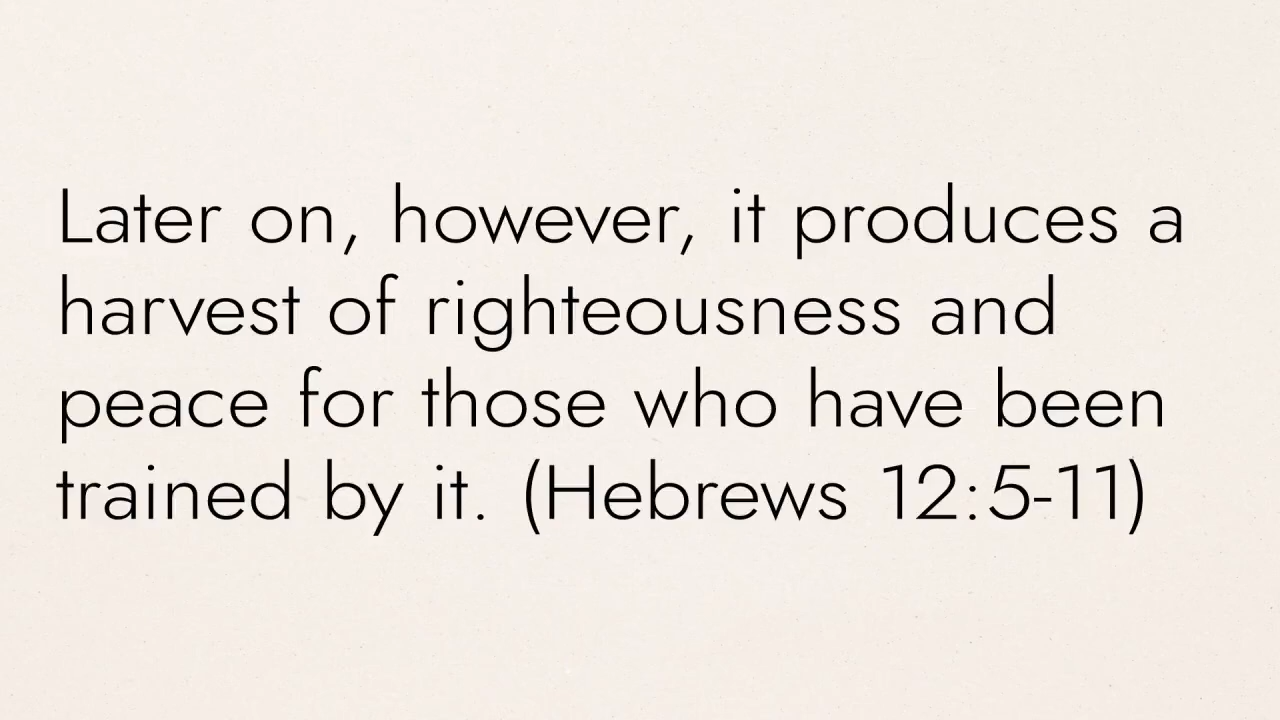 Later on, however, it produces a
harvest of righteousness and
peace for those who have been
trained by it. (Hebrews 12:5-11)